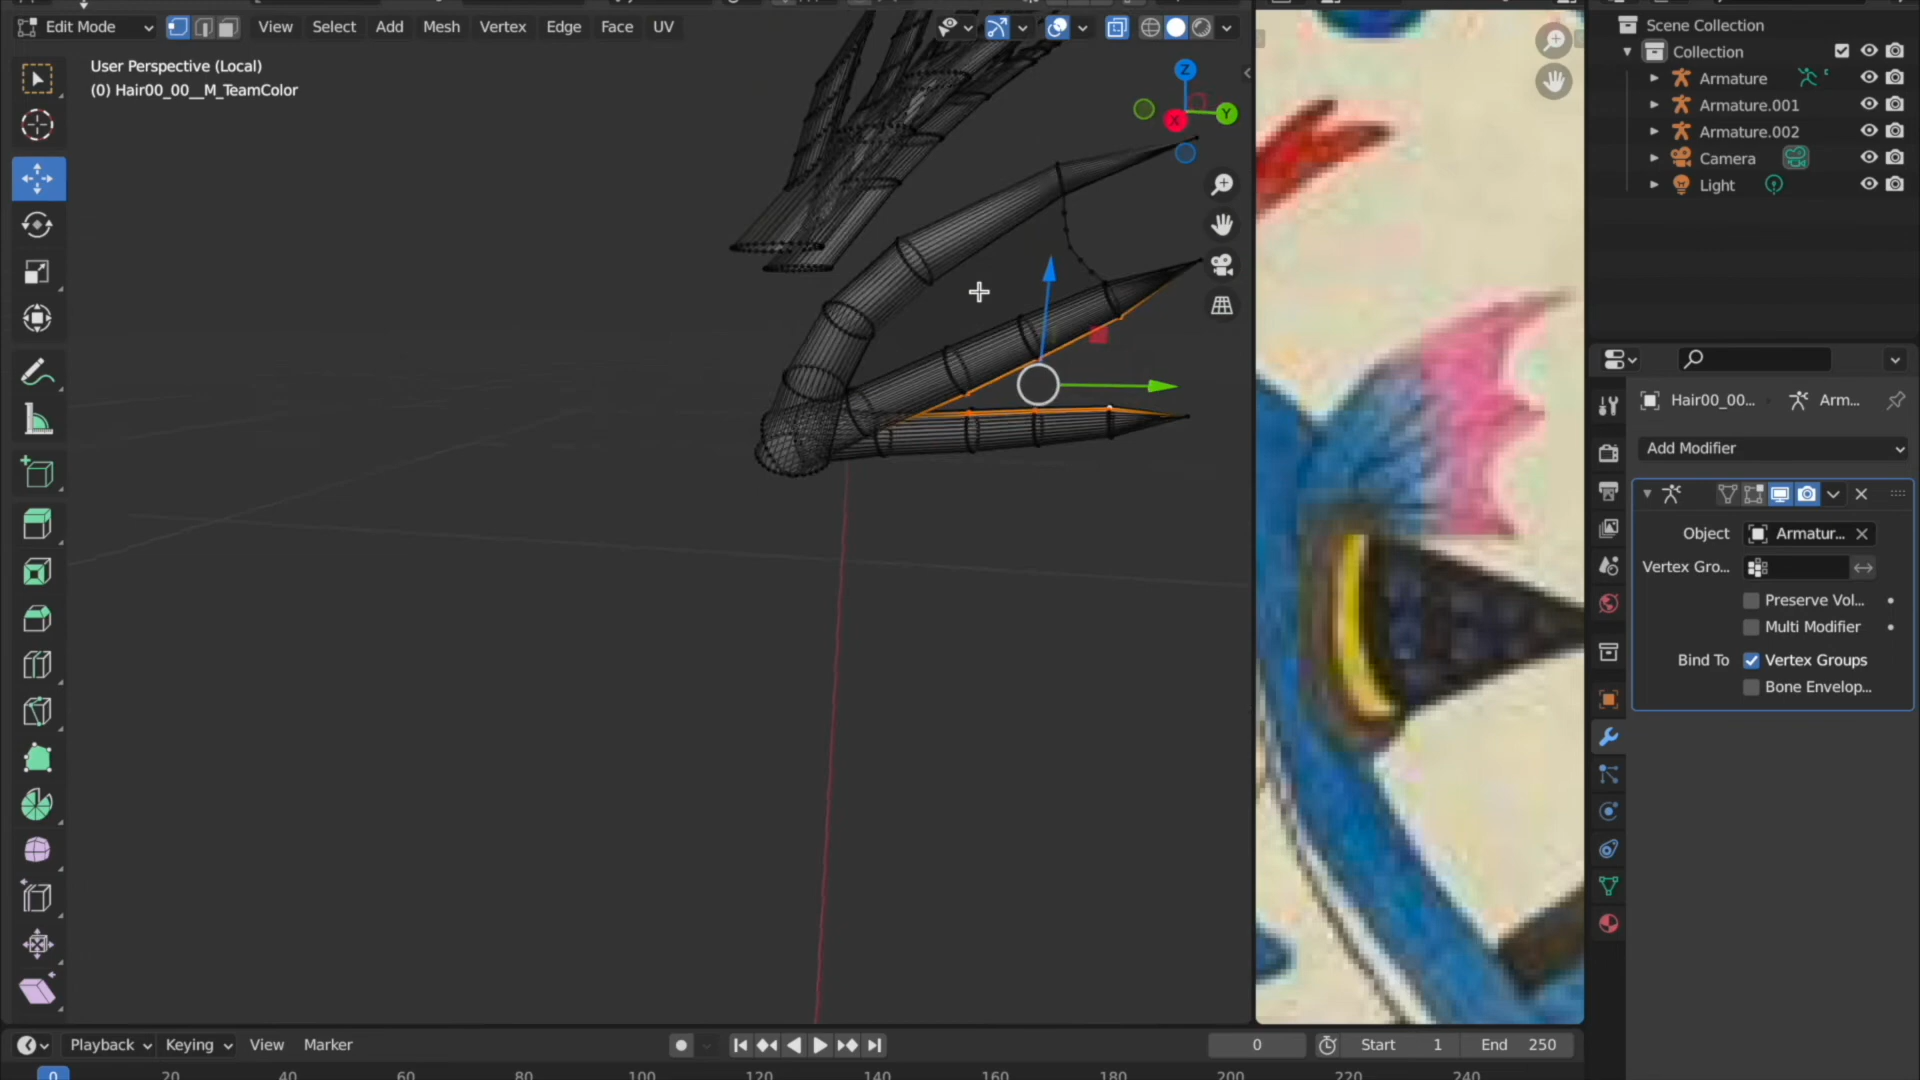 Edit Mode View Select Add Mesh Vertex Edge Face UV
User Perspective (Local)
(0) Hair00_00__M_TeamColor
Z
Y
X
Scene Collection
Collection
Armature
Armature.001
Armature.002
Camera
Light
Hair00_00... Arm...
Add Modifier
Object Armatur...
Vertex Gro...
Preserve Vol...
Multi Modifier
Bind To Vertex Groups
Bone Envelop...
Playback Keying View Marker 0 Start 1 End 250
0 20 40 60 80 100 120 140 160 180 200 220 240